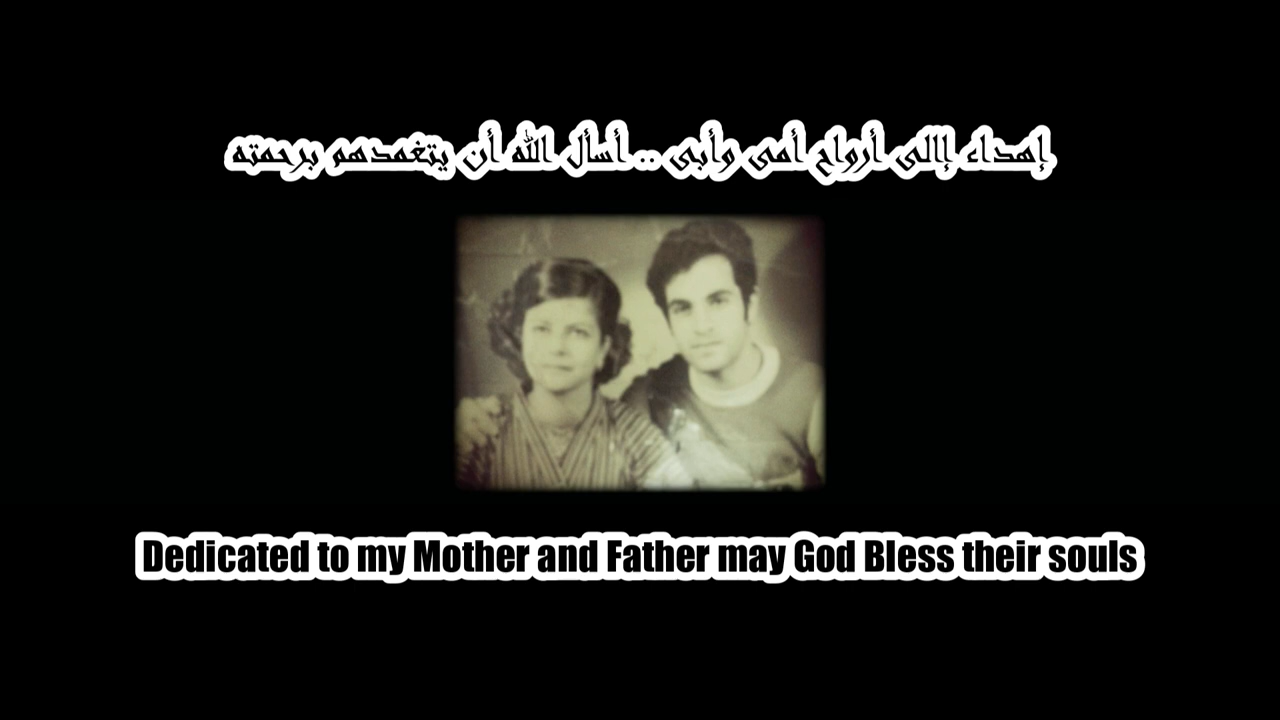 إهداء إالى أرواح أمى وأبى .. أسأل الله أن يتغمدهم برحمته
Dedicated to my Mother and Father may God Bless their souls